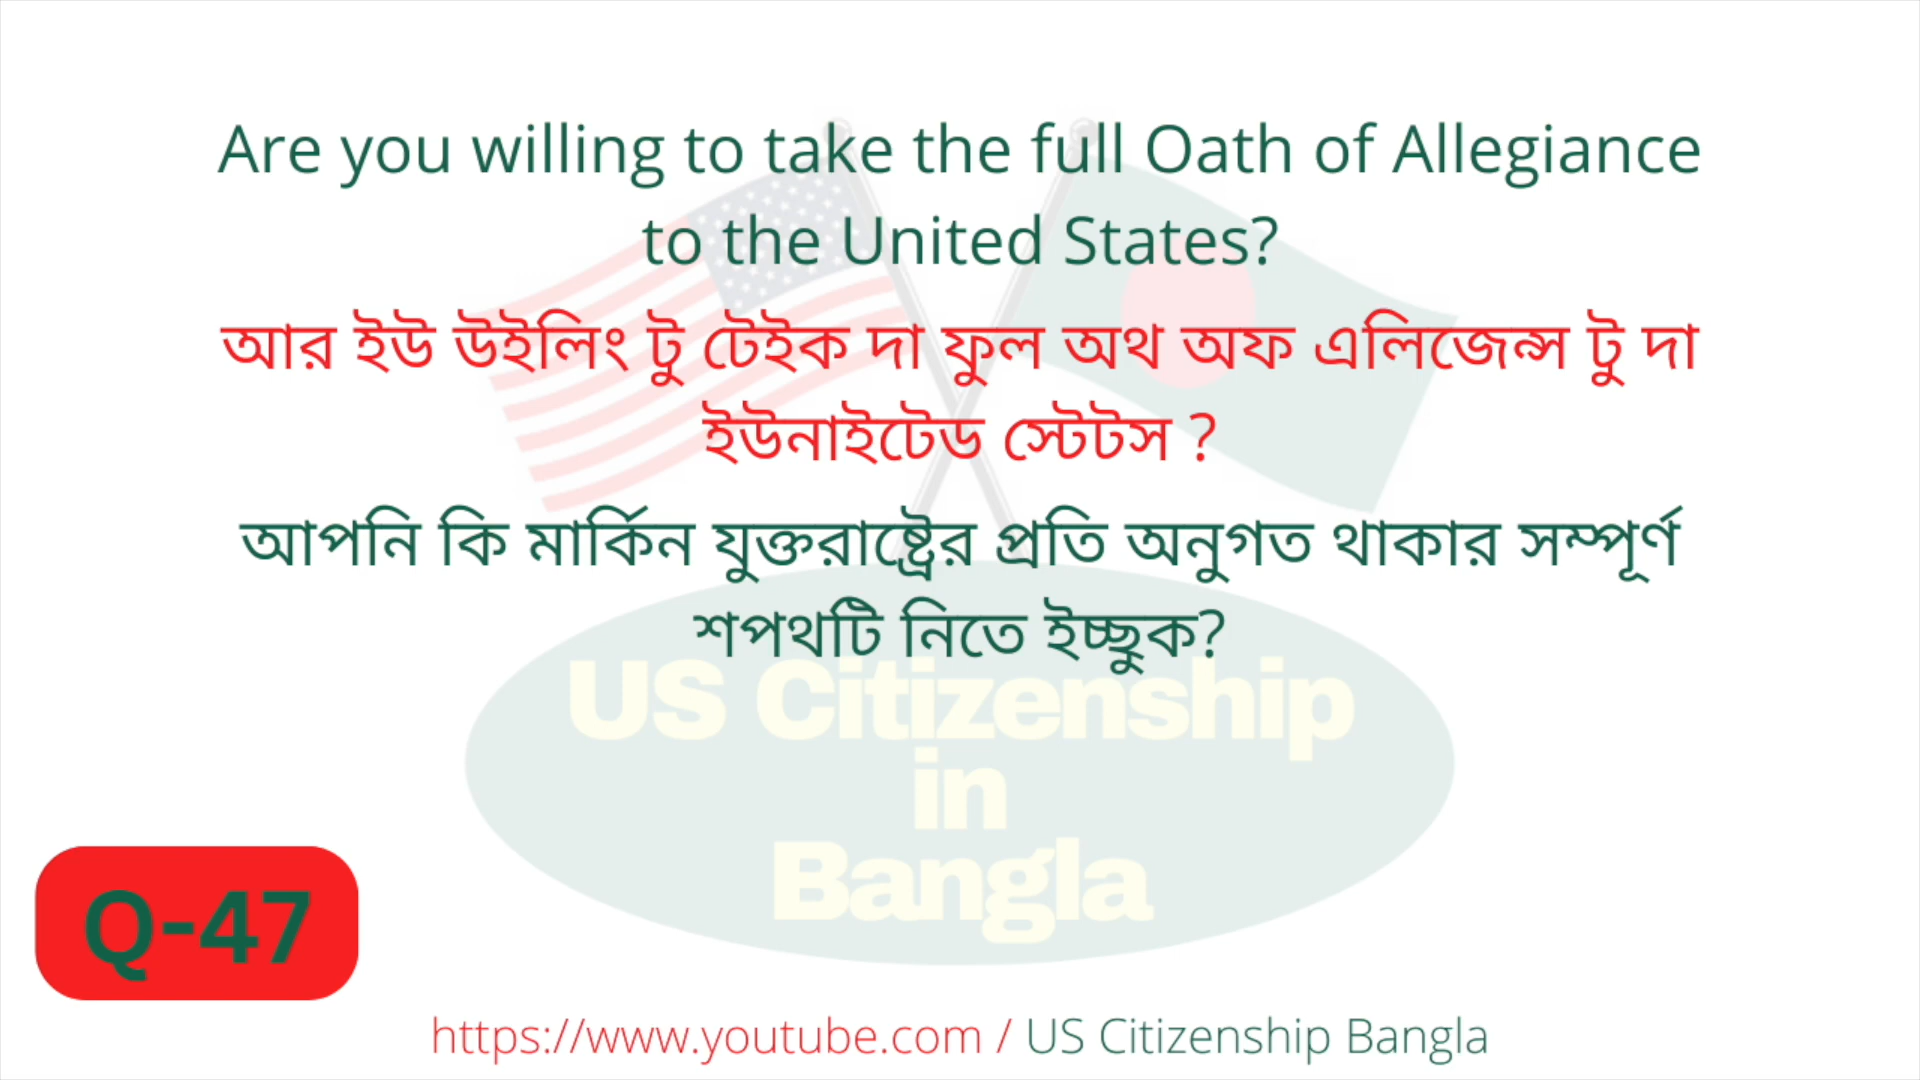 Are you willing to take the full Oath of Allegiance
to the United States?
আর ইউ উইলিং টু টেইক দা ফুল অথ অফ এলিজেন্স টু দা
ইউনাইটেড স্টেটস ?
আপনি কি মার্কিন যুক্তরাষ্ট্রের প্রতি অনুগত থাকার সম্পূর্ণ
শপথটি নিতে ইচ্ছুক?
US Citizenship
in
Bangla
Q-47
https://www.youtube.com / US Citizenship Bangla